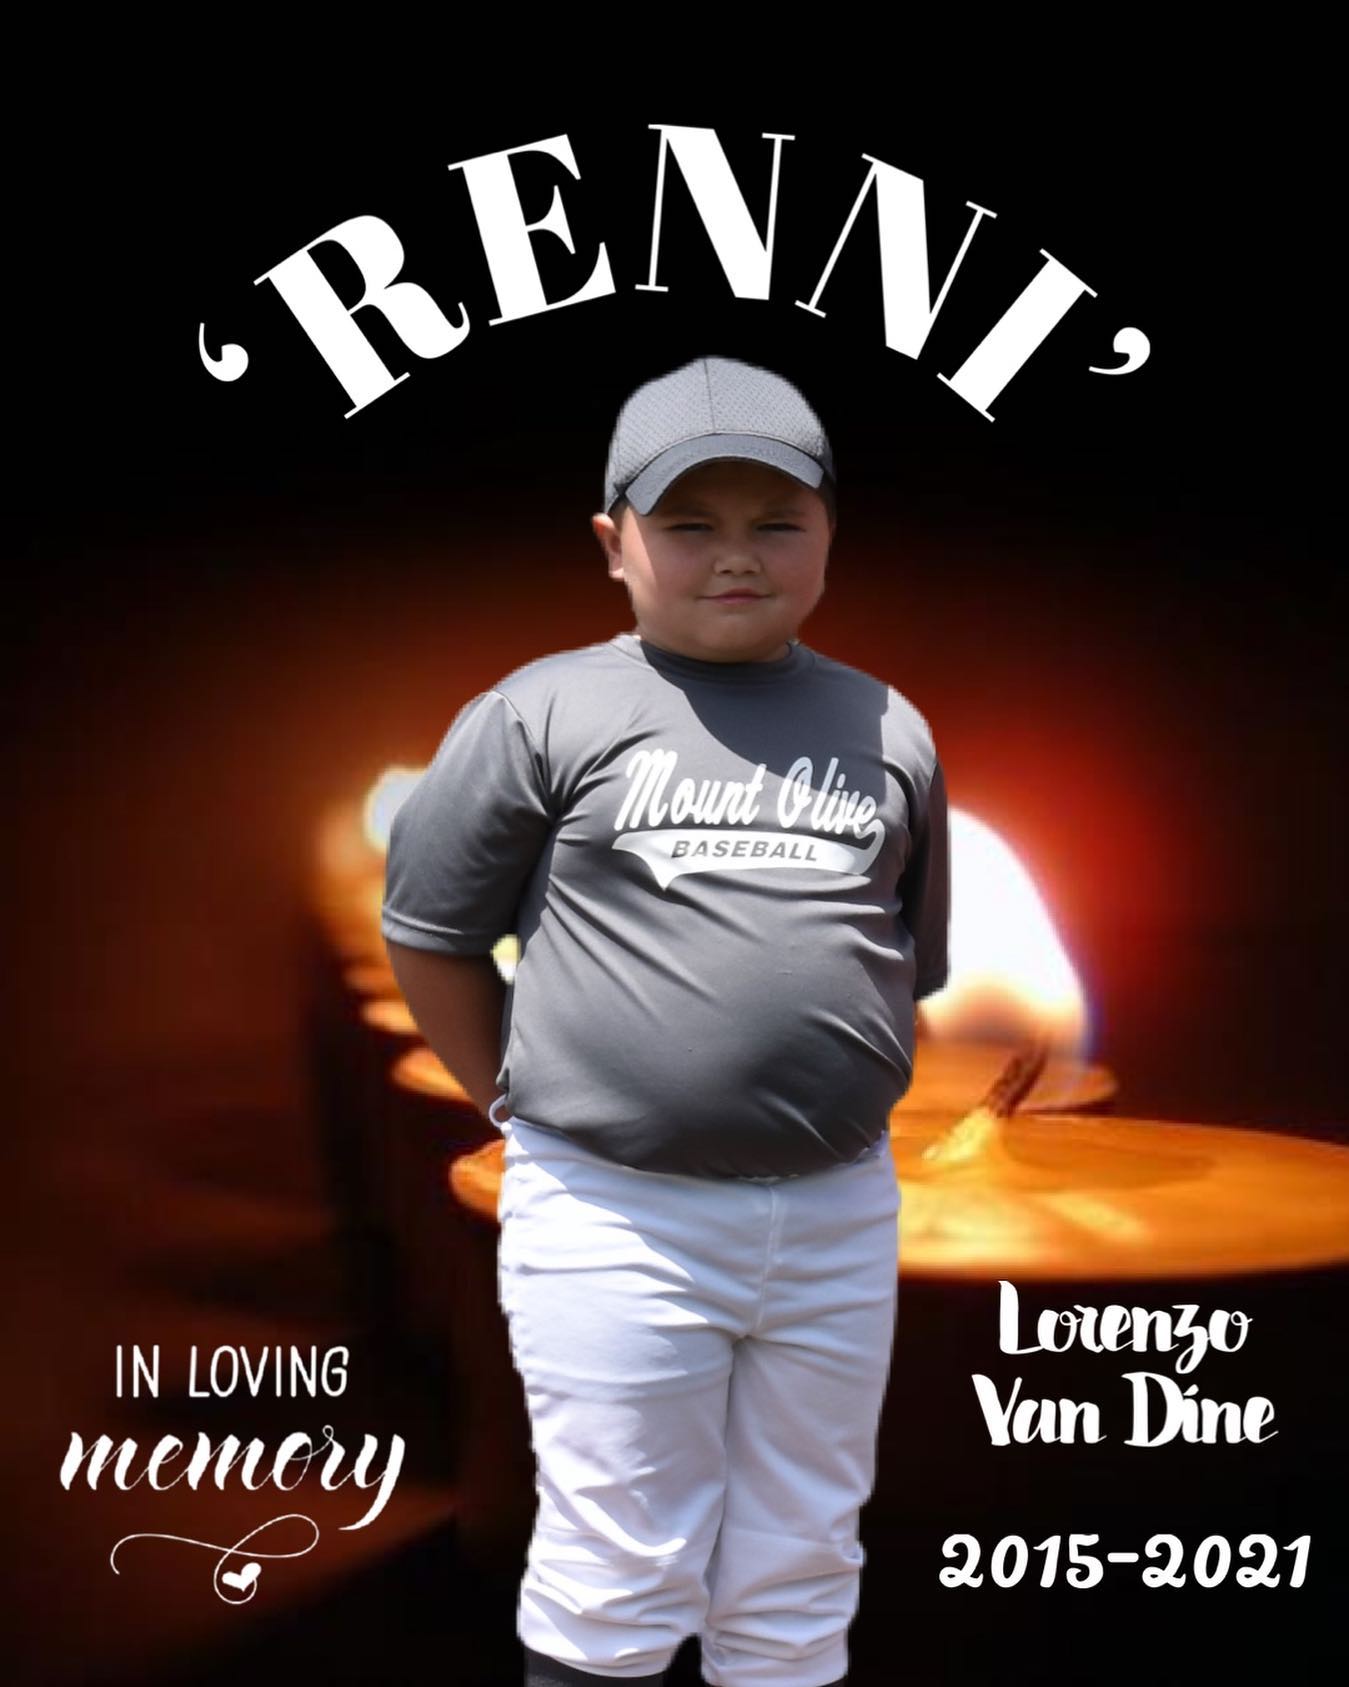 ‘RENNI’
Mount Olive
BASEBALL
IN LOVING
memory
Lorenzo
Van Dine
2015-2021